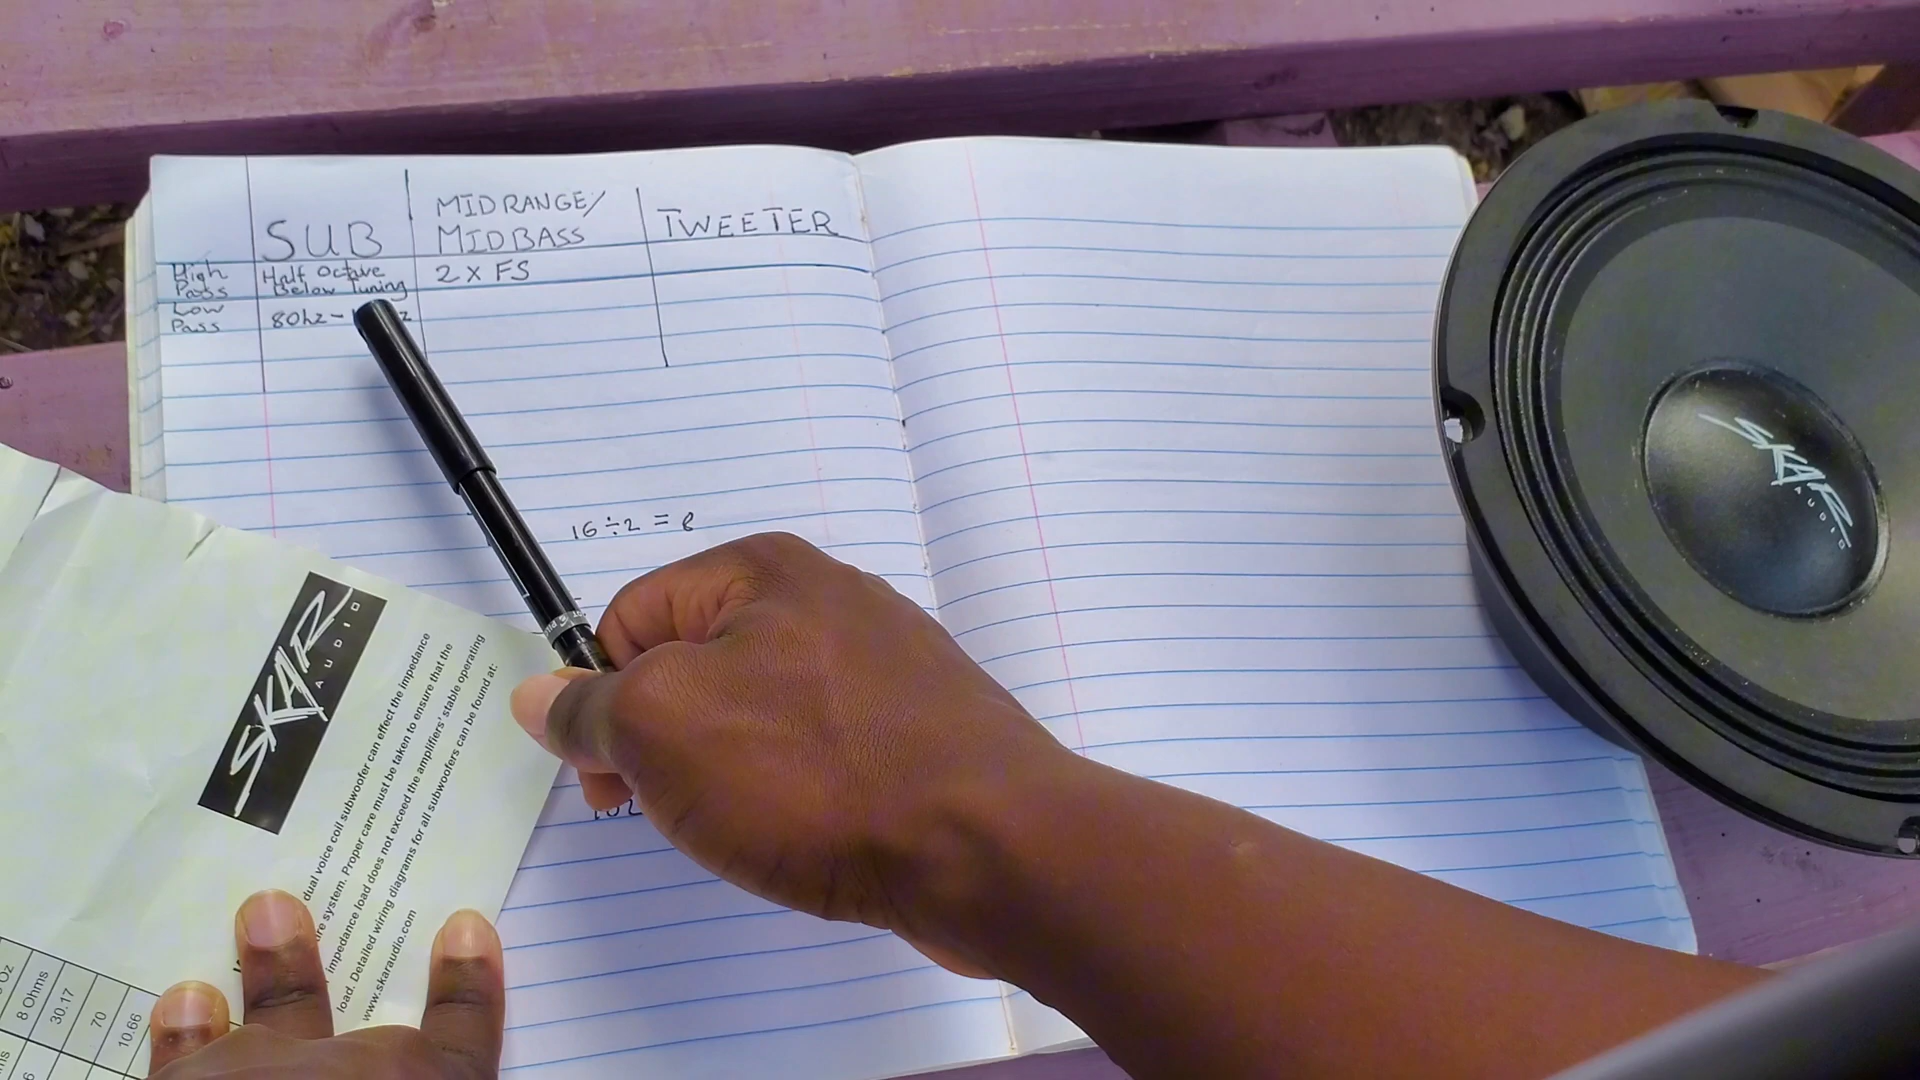 SUB
MIDRANGE/
MIDBASS
TWEETER
High
Pass
Half Octave
Below Tuning
2 x FS
Low
Pass
80hz-
16÷2 = 8
SKAR
AUDIO
dual voice coil subwoofer can effect the impedance
system. Proper care must be taken to ensure that the
impedance load does not exceed the amplifiers' stable operating
load. Detailed wiring diagrams for all subwoofers can be found at:
www.skaraudio.com
Oz
8 Ohms
30.17
70
10.66
SKAR
AUDIO